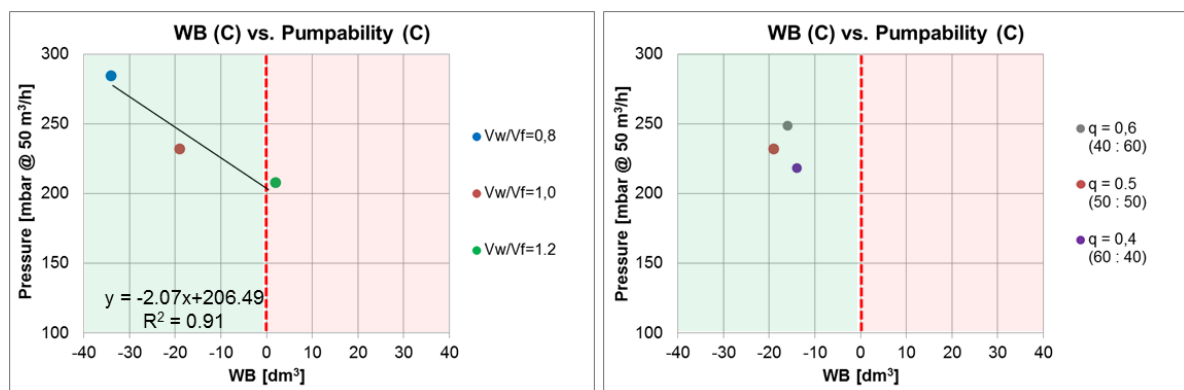 WB (C) vs. Pumpability (C)
Pressure [mbar @ 50 m³/h]
300
250
200
150
100
-40 -30 -20 -10 0 10 20 30 40
WB [dm³]
y = -2.07x+206.49
R² = 0.91
Vw/Vf=0,8
Vw/Vf=1,0
Vw/Vf=1.2
WB (C) vs. Pumpability (C)
Pressure [mbar @ 50 m³/h]
300
250
200
150
100
-40 -30 -20 -10 0 10 20 30 40
WB [dm³]
q = 0,6
(40 : 60)
q = 0.5
(50 : 50)
q = 0,4
(60 : 40)